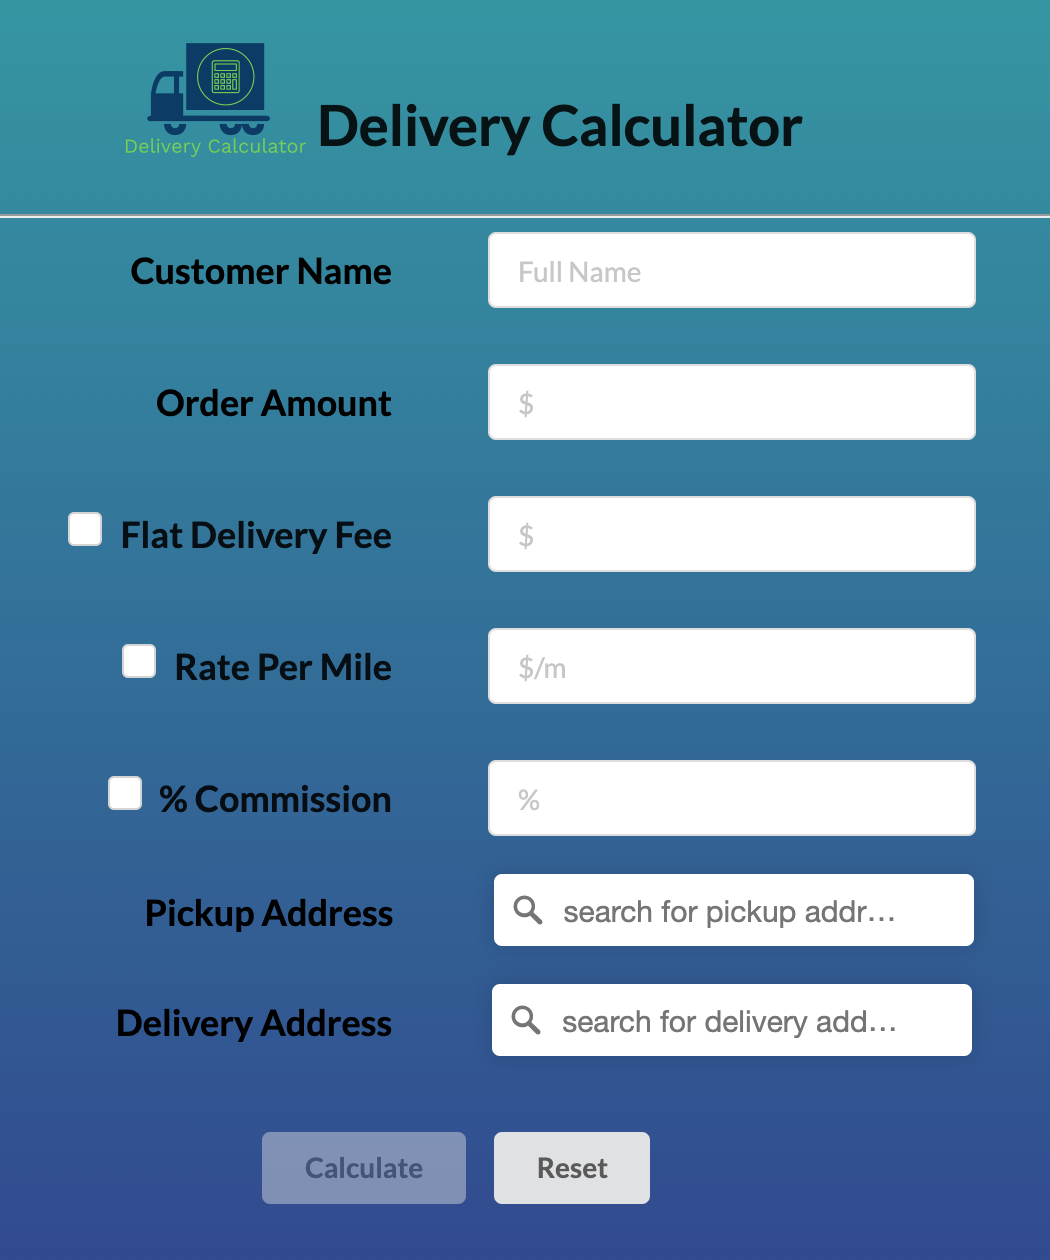 Delivery Calculator
Delivery Calculator
Customer Name
Full Name
Order Amount
$
Flat Delivery Fee
$
Rate Per Mile
$/m
% Commission
%
Pickup Address
search for pickup addr...
Delivery Address
search for delivery add...
Calculate
Reset